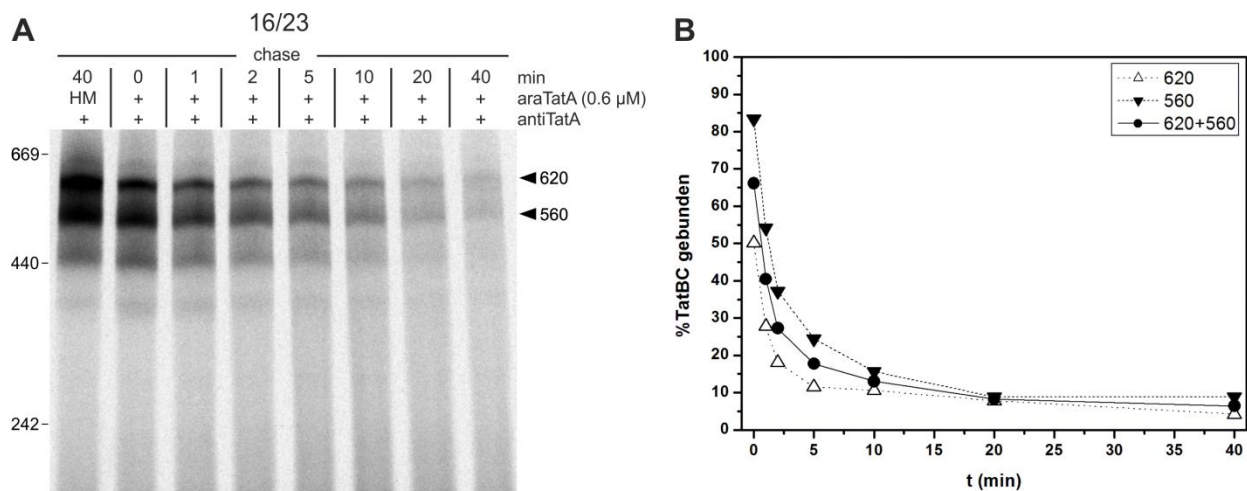 A
16/23
chase
40 0 1 2 5 10 20 40 min
HM + + + + + + + araTatA (0.6 µM)
+ + + + + + + + antiTatA
669
620
560
440
242
B
%TatBC gebunden
100
90
80
70
60
50
40
30
20
10
0
620
560
620+560
0 5 10 15 20 25 30 35 40
t (min)